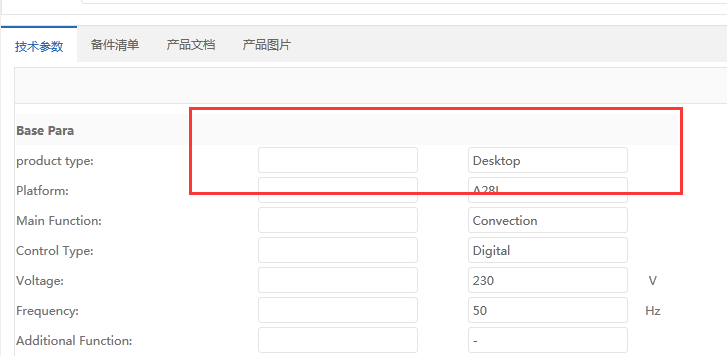 技术参数 备件清单 产品文档 产品图片
Base Para
product type: Desktop
Platform:
Main Function: Convection
Control Type: Digital
Voltage: 230 V
Frequency: 50 Hz
Additional Function: -